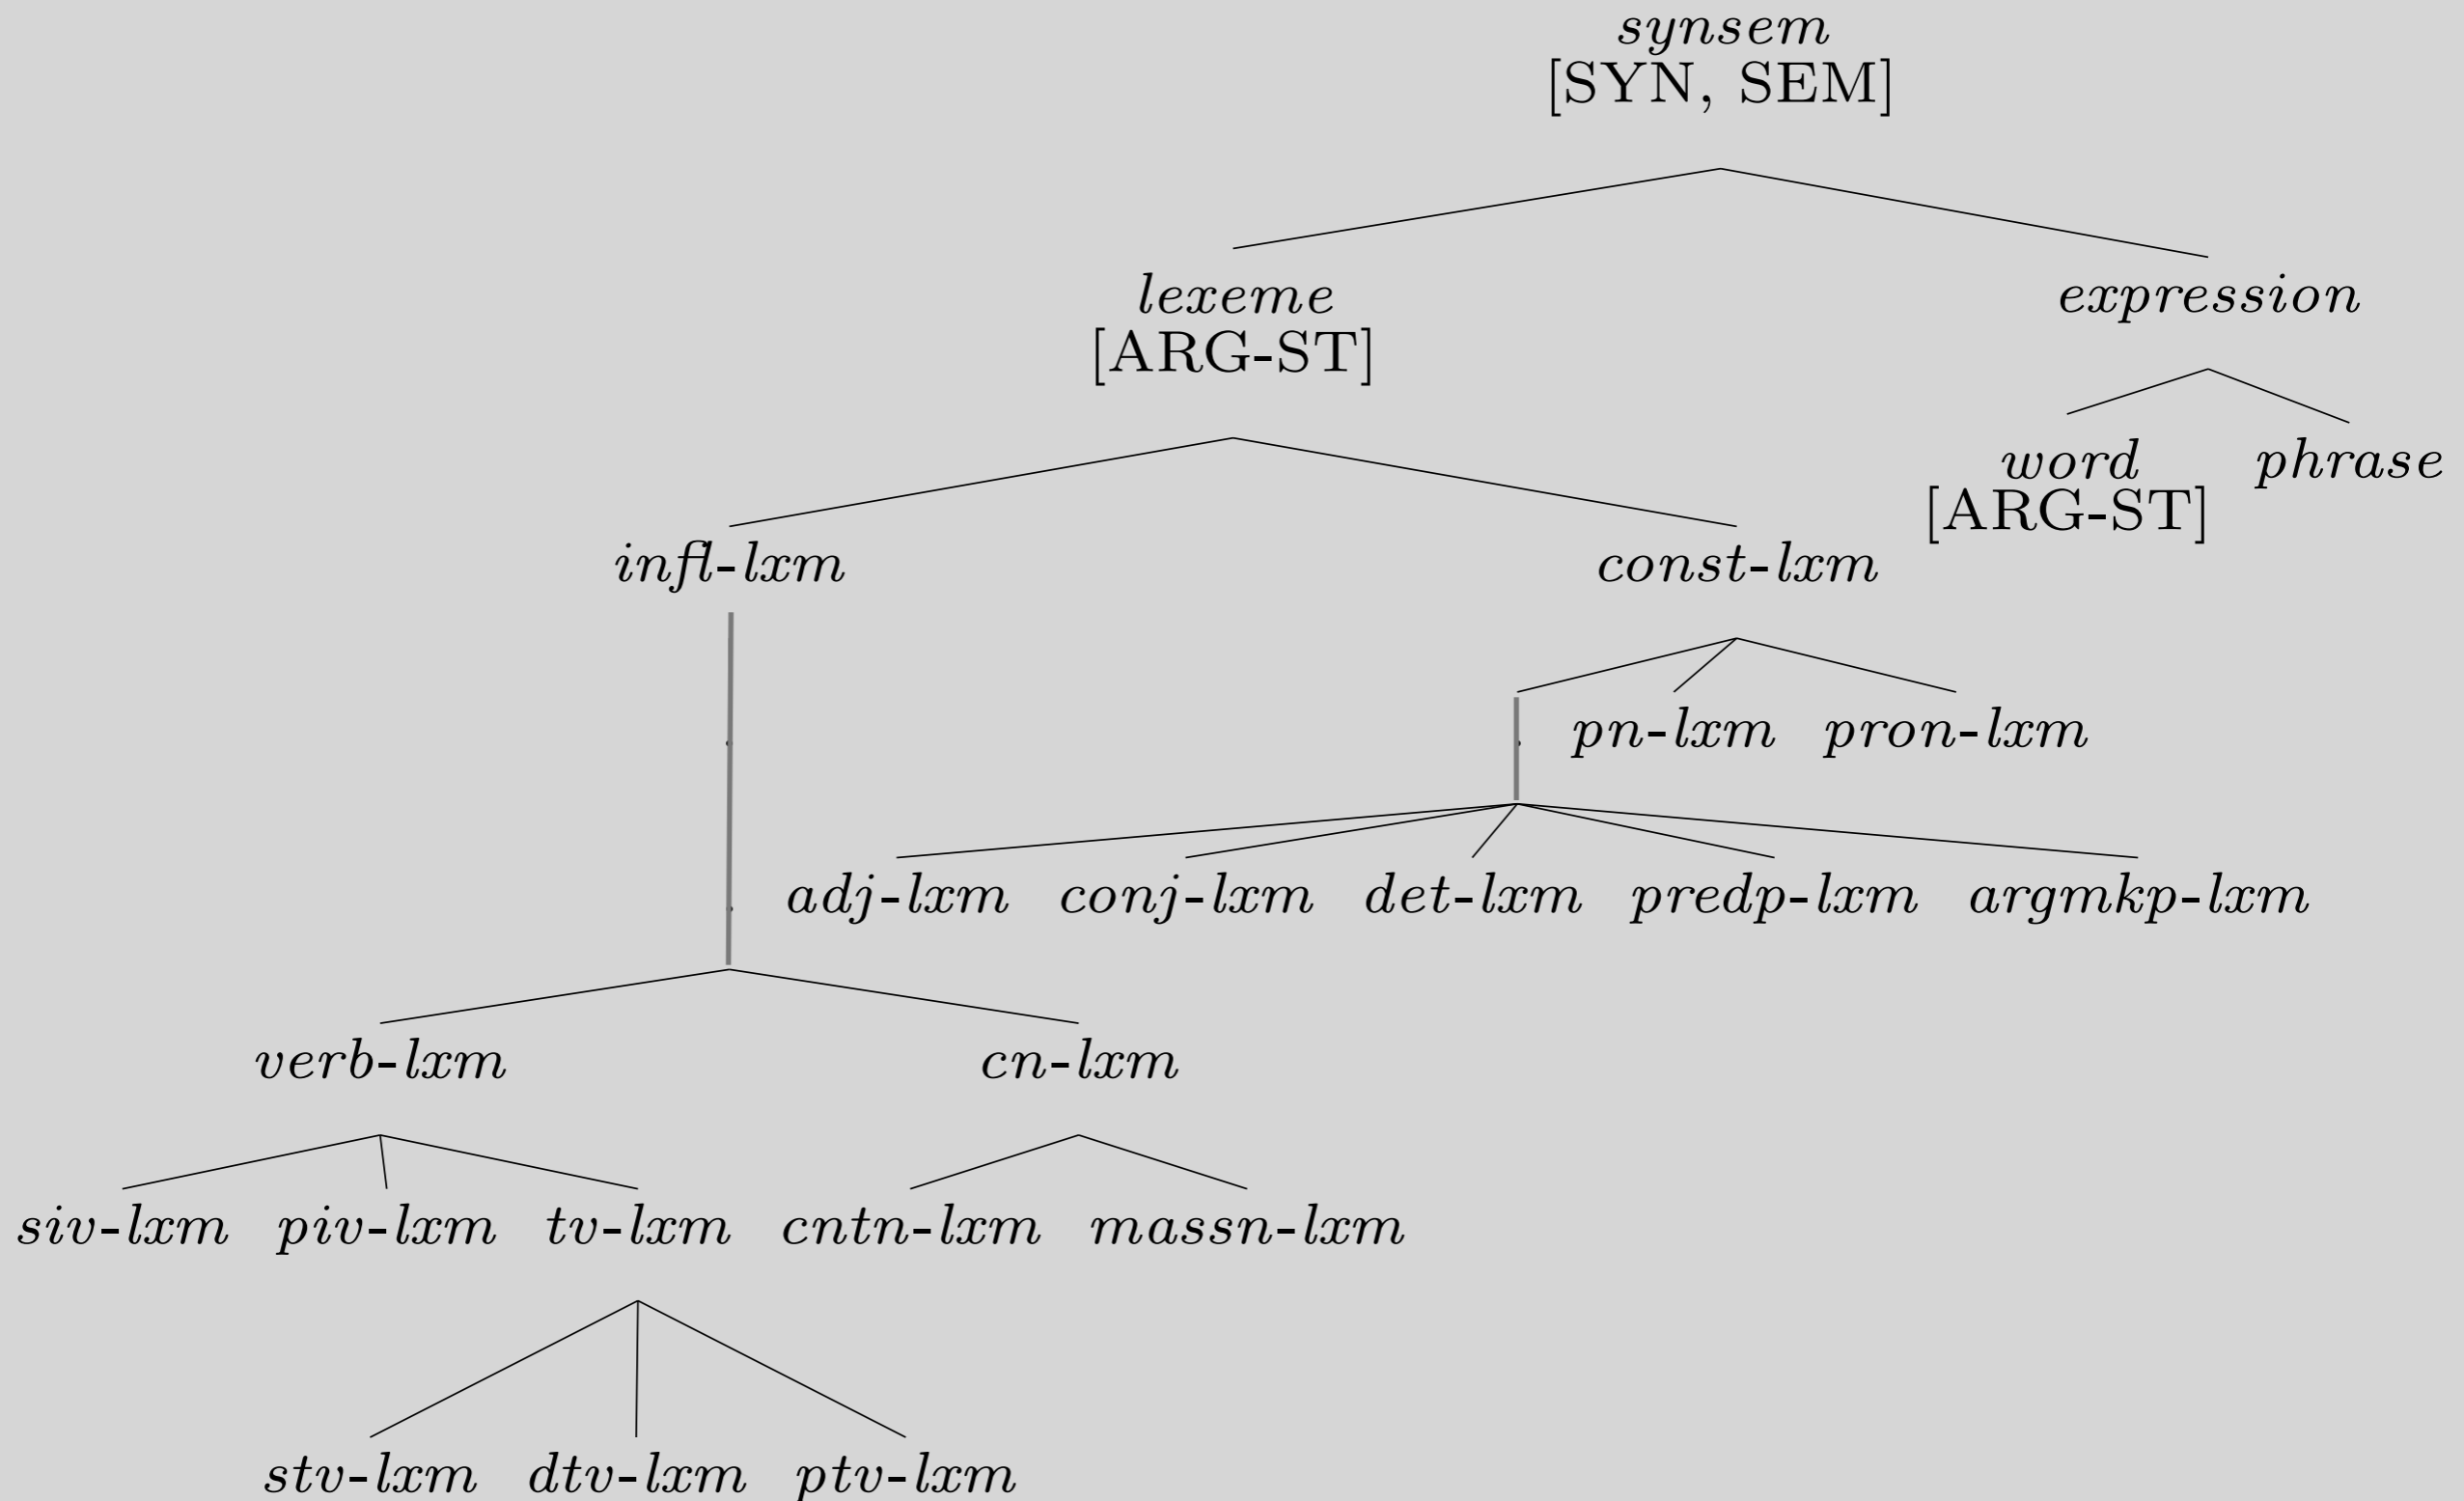 synsem
[SYN, SEM]
lexeme
[ARG-ST]
expression
word
[ARG-ST]
phrase
infl-lxm
const-lxm
pn-lxm pron-lxm
adj-lxm conj-lxm det-lxm predp-lxm argmkp-lxm
verb-lxm cn-lxm
siv-lxm piv-lxm tv-lxm cntn-lxm massn-lxm
stv-lxm dtv-lxm ptv-lxm